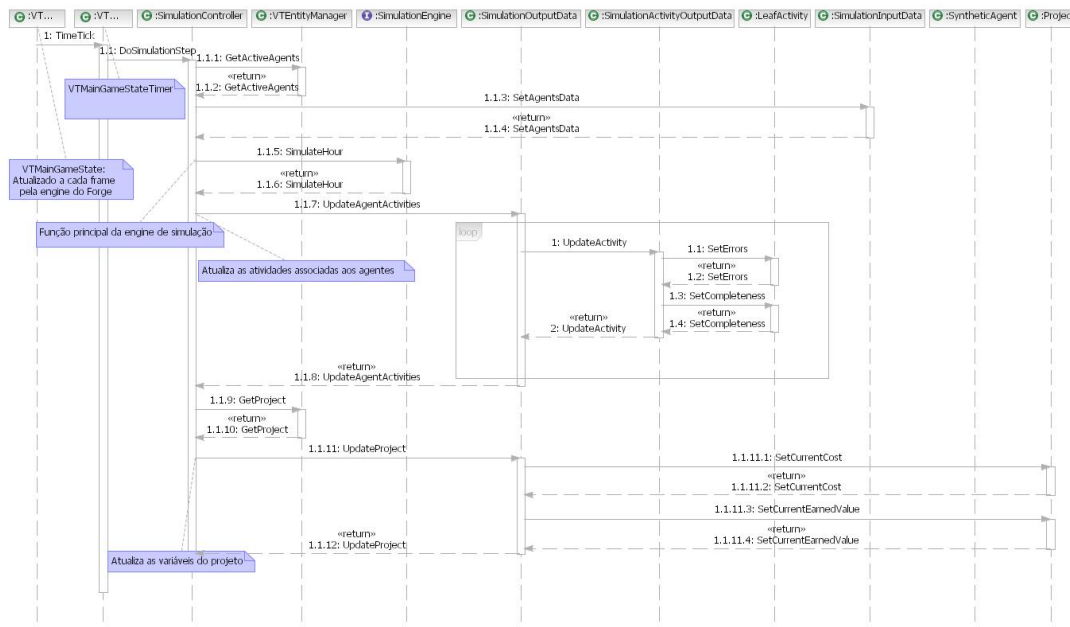 :VT...
:VT...
:SimulationController
:VTEntityManager
:SimulationEngine
:SimulationOutputData
:SimulationActivityOutputData
:LeafActivity
:SimulationInputData
:SyntheticAgent
:Projec
1: TimeTick
1.1: DoSimulationStep
1.1.1: GetActiveAgents
«return»
1.1.2: GetActiveAgents
VTMainGameStateTimer
1.1.3: SetAgentsData
«return»
1.1.4: SetAgentsData
1.1.5: SimulateHour
«return»
1.1.6: SimulateHour
VTMainGameState:
Atualizado a cada frame
pela engine do Forge
1.1.7: UpdateAgentActivities
Função principal da engine de simulação
loop
1: UpdateActivity
1.1: SetErrors
«return»
1.2: SetErrors
Atualiza as atividades associadas aos agentes
1.3: SetCompleteness
«return»
1.4: SetCompleteness
«return»
2: UpdateActivity
«return»
1.1.8: UpdateAgentActivities
1.1.9: GetProject
«return»
1.1.10: GetProject
1.1.11: UpdateProject
1.1.11.1: SetCurrentCost
«return»
1.1.11.2: SetCurrentCost
1.1.11.3: SetCurrentEarnedValue
«return»
1.1.11.4: SetCurrentEarnedValue
«return»
1.1.12: UpdateProject
Atualiza as variáveis do projeto